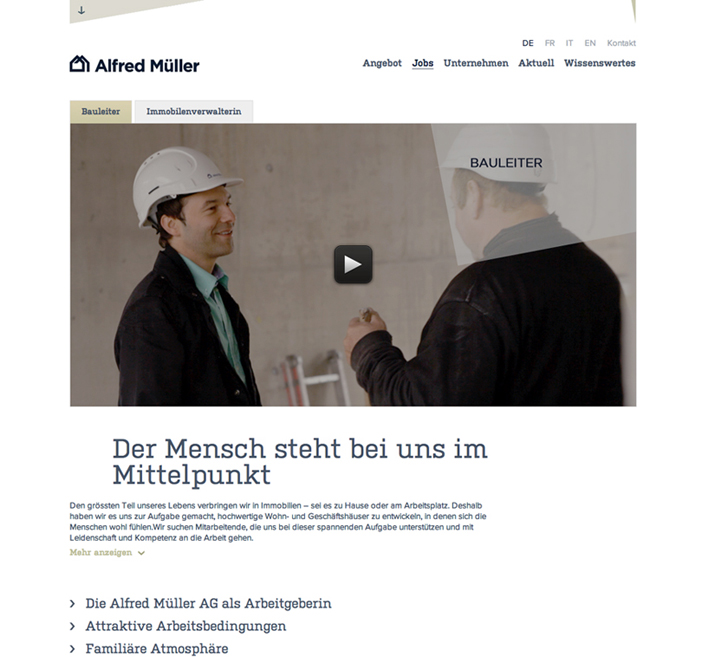 DE FR IT EN Kontakt
Alfred Müller
Angebot Jobs Unternehmen Aktuell Wissenswertes
Bauleiter Immobilenverwalterin
BAULEITER
Der Mensch steht bei uns im
Mittelpunkt
Den grössten Teil unseres Lebens verbringen wir in Immobilien – sei es zu Hause oder am Arbeitsplatz. Deshalb
haben wir es uns zur Aufgabe gemacht, hochwertige Wohn- und Geschäftshäuser zu entwickeln, in denen sich die
Menschen wohl fühlen.Wir suchen Mitarbeitende, die uns bei dieser spannenden Aufgabe unterstützen und mit
Leidenschaft und Kompetenz an die Arbeit gehen.
Mehr anzeigen
Die Alfred Müller AG als Arbeitgeberin
Attraktive Arbeitsbedingungen
Familiäre Atmosphäre